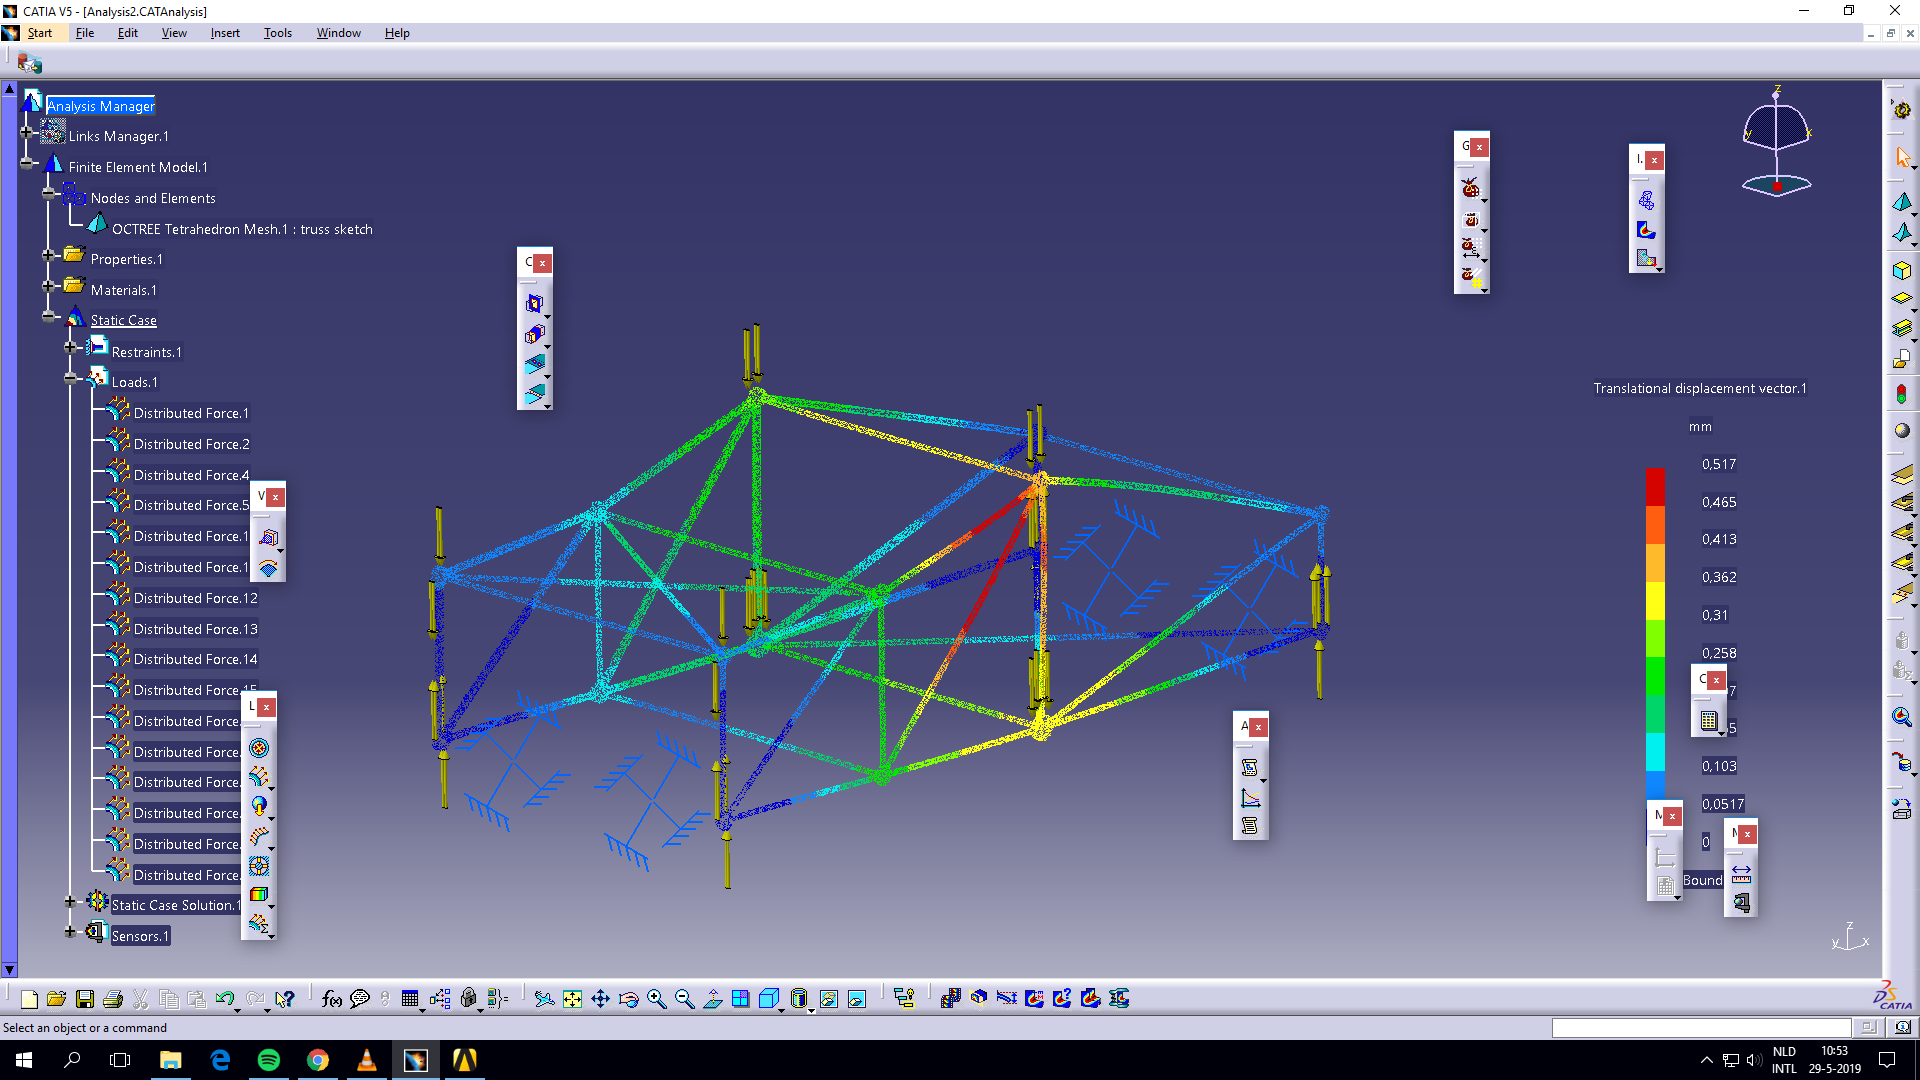 CATIA V5 - [Analysis2.CATAnalysis]
Start File Edit View Insert Tools Window Help
Analysis Manager
Links Manager.1
Finite Element Model.1
Nodes and Elements
OCTREE Tetrahedron Mesh.1 : truss sketch
Properties.1
Materials.1
Static Case
Restraints.1
Loads.1
Distributed Force.1
Distributed Force.2
Distributed Force.4
Distributed Force.5
Distributed Force.1
Distributed Force.1
Distributed Force.12
Distributed Force.13
Distributed Force.14
Distributed Force.15
Distributed Force.
Distributed Force.
Distributed Force.
Distributed Force.
Distributed Force.
Distributed Force.
Static Case Solution.1
Sensors.1
C
V
L
G
I.
A
z
y
x
Translational displacement vector.1
mm
0,517
0,465
0,413
0,362
0,31
0,258
7
5
0,103
0,0517
0
Bound
C
z
y x
f(x)
DS
CATIA
Select an object or a command
NLD
INTL
10:53
29-5-2019